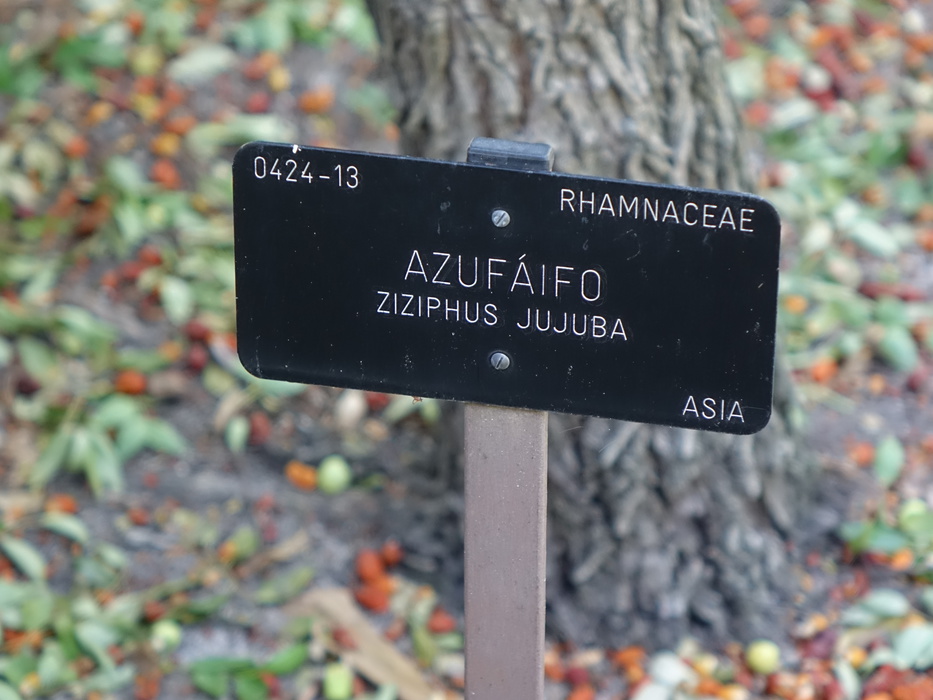 0424-13
RHAMNACEAE
AZUFÁIFO
ZIZIPHUS JUJUBA
ASIA